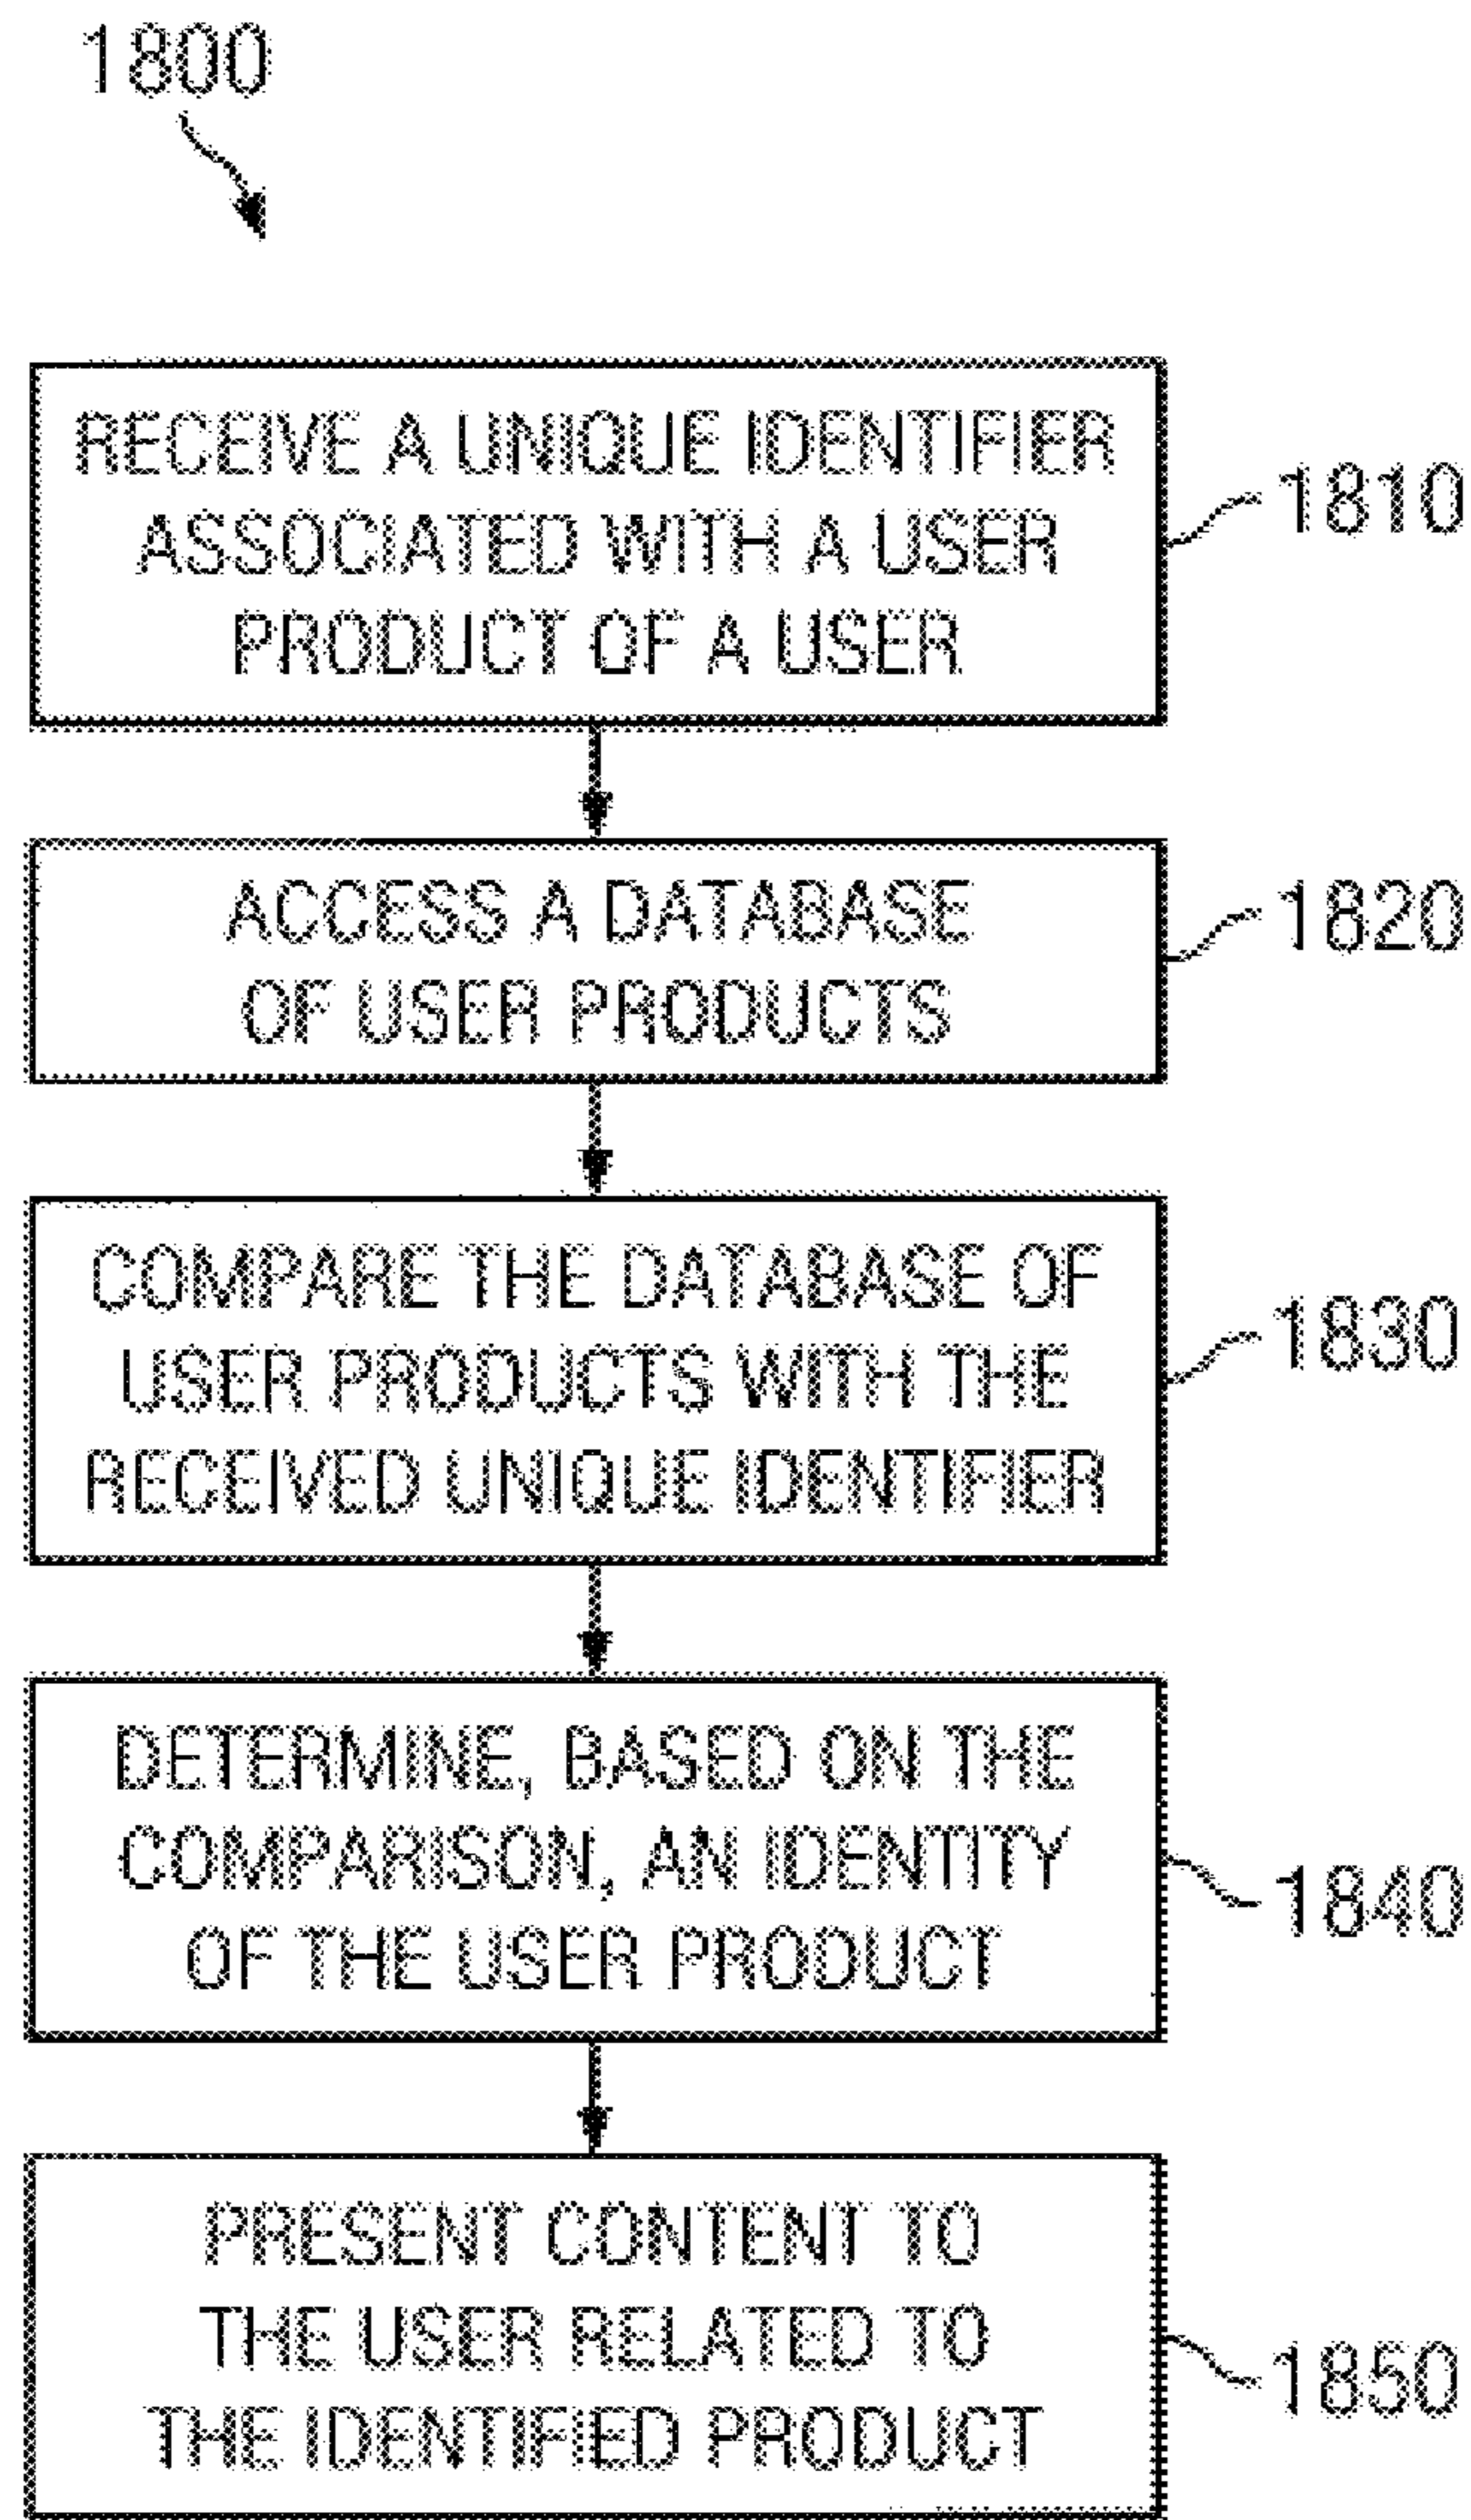 1800
RECEIVE A UNIQUE IDENTIFIER
ASSOCIATED WITH A USER
PRODUCT OF A USER
1810
ACCESS A DATABASE
OF USER PRODUCTS
1820
COMPARE THE DATABASE OF
USER PRODUCTS WITH THE
RECEIVED UNIQUE IDENTIFIER
1830
DETERMINE, BASED ON THE
COMPARISON, AN IDENTITY
OF THE USER PRODUCT
1840
PRESENT CONTENT TO
THE USER RELATED TO
THE IDENTIFIED PRODUCT
1850